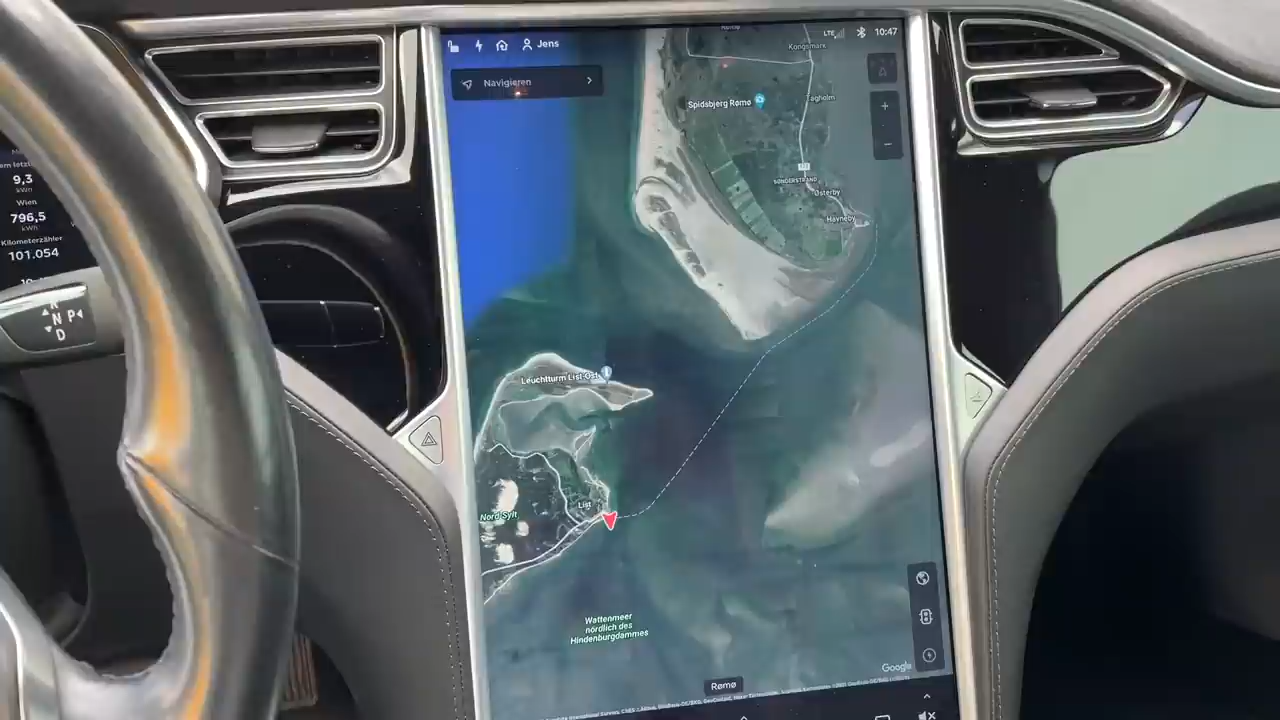 9,3
kWh
Wien
796,5
kWh
Kilometerzähler
101.054
R
N
P
D
Jens
LTE
10:47
Navigieren
Kongsmark
Tagholm
Spidsbjerg Rømø
SØNDERSTRAND
Østerby
Havneby
Leuchtturm List-Ost
List
Nord Sylt
Wattenmeer
nördlich des
Hindenburgdammes
Google
Rømø